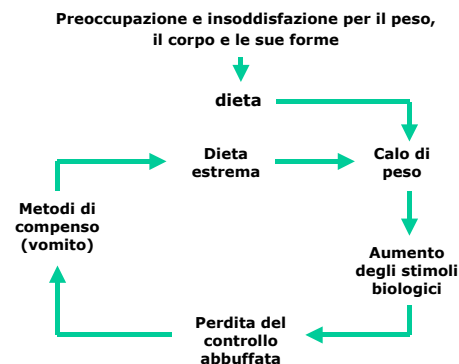 Preoccupazione e insoddisfazione per il peso,
il corpo e le sue forme
dieta
Dieta
estrema
Calo di
peso
Metodi di
compenso
(vomito)
Aumento
degli stimoli
biologici
Perdita del
controllo
abbuffata